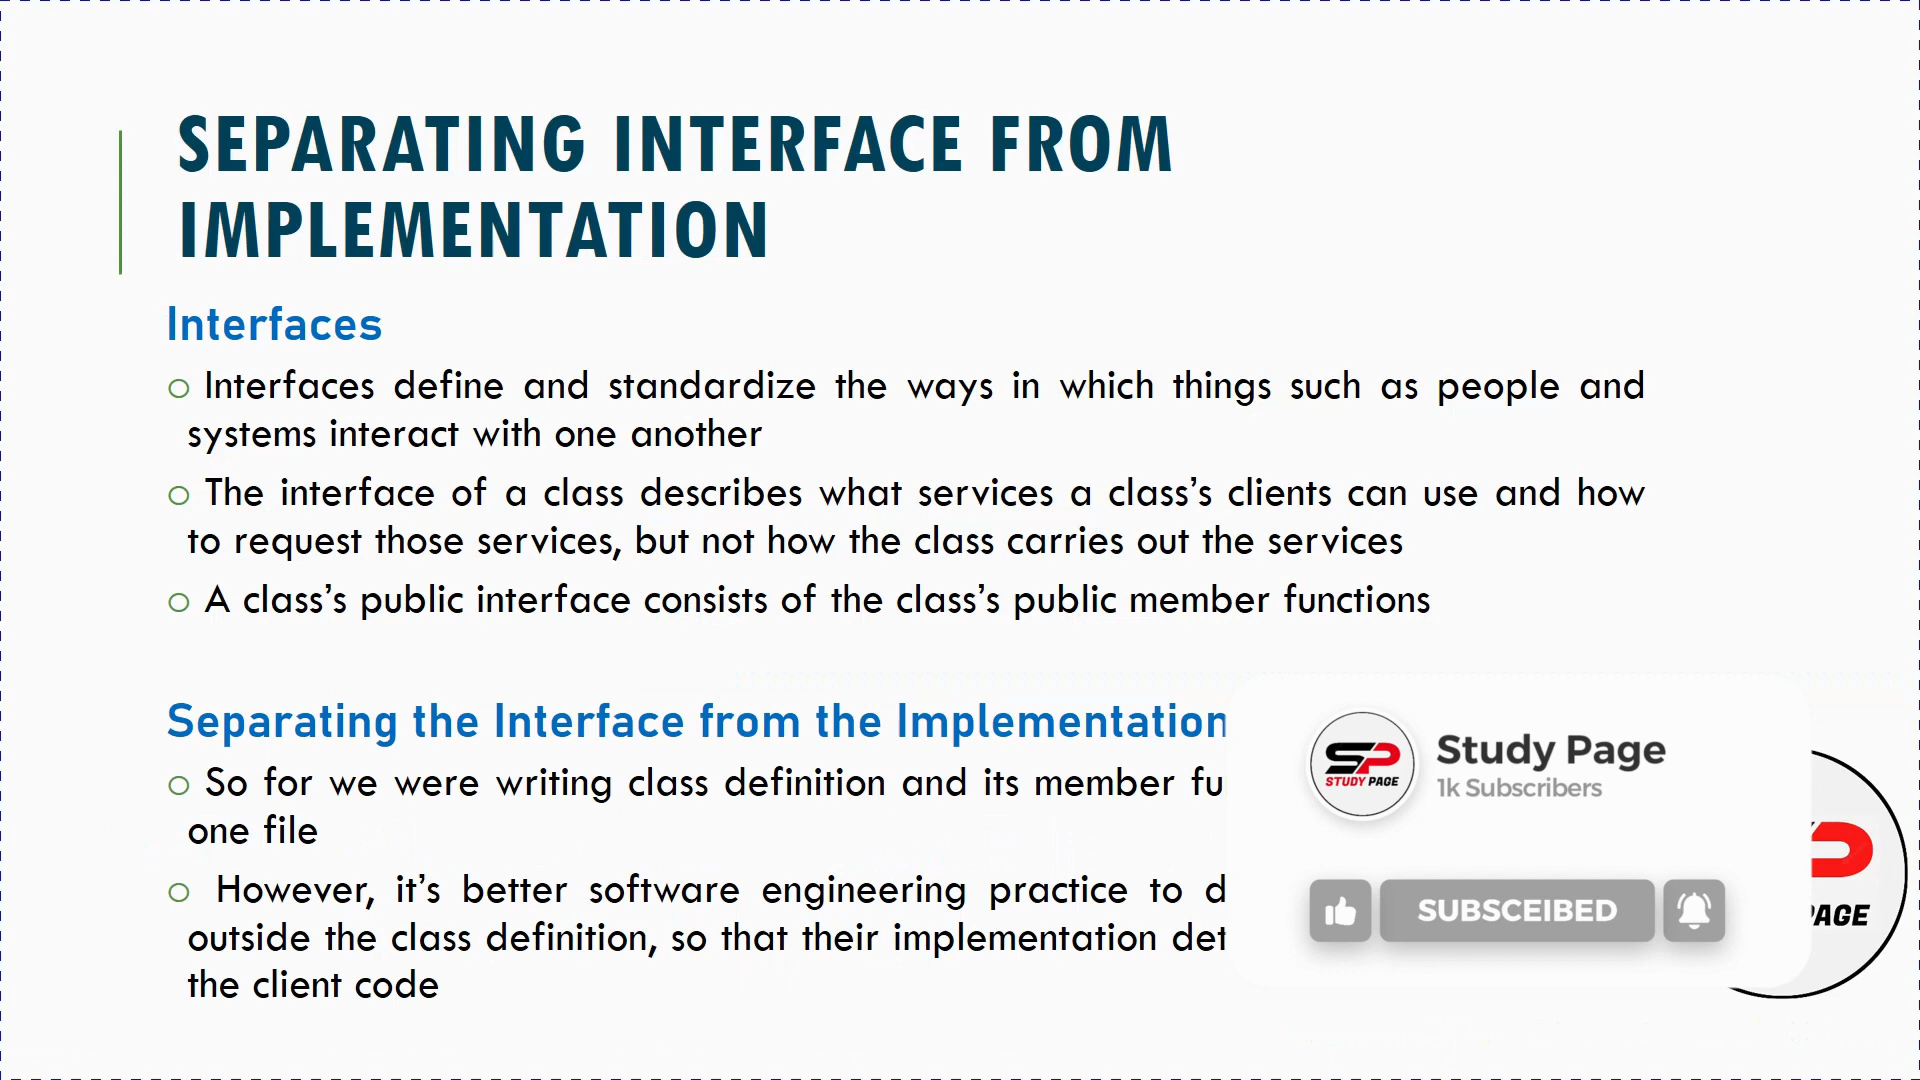 SEPARATING INTERFACE FROM
IMPLEMENTATION
Interfaces
o Interfaces define and standardize the ways in which things such as people and
systems interact with one another
o The interface of a class describes what services a class's clients can use and how
to request those services, but not how the class carries out the services
o A class's public interface consists of the class's public member functions
Separating the Interface from the Implementation
o So for we were writing class definition and its member fu
one file
o However, it's better software engineering practice to d
outside the class definition, so that their implementation det
the client code
SP
STUDY PAGE
Study Page
1k Subscribers
SUBSCEIBED
P
PAGE